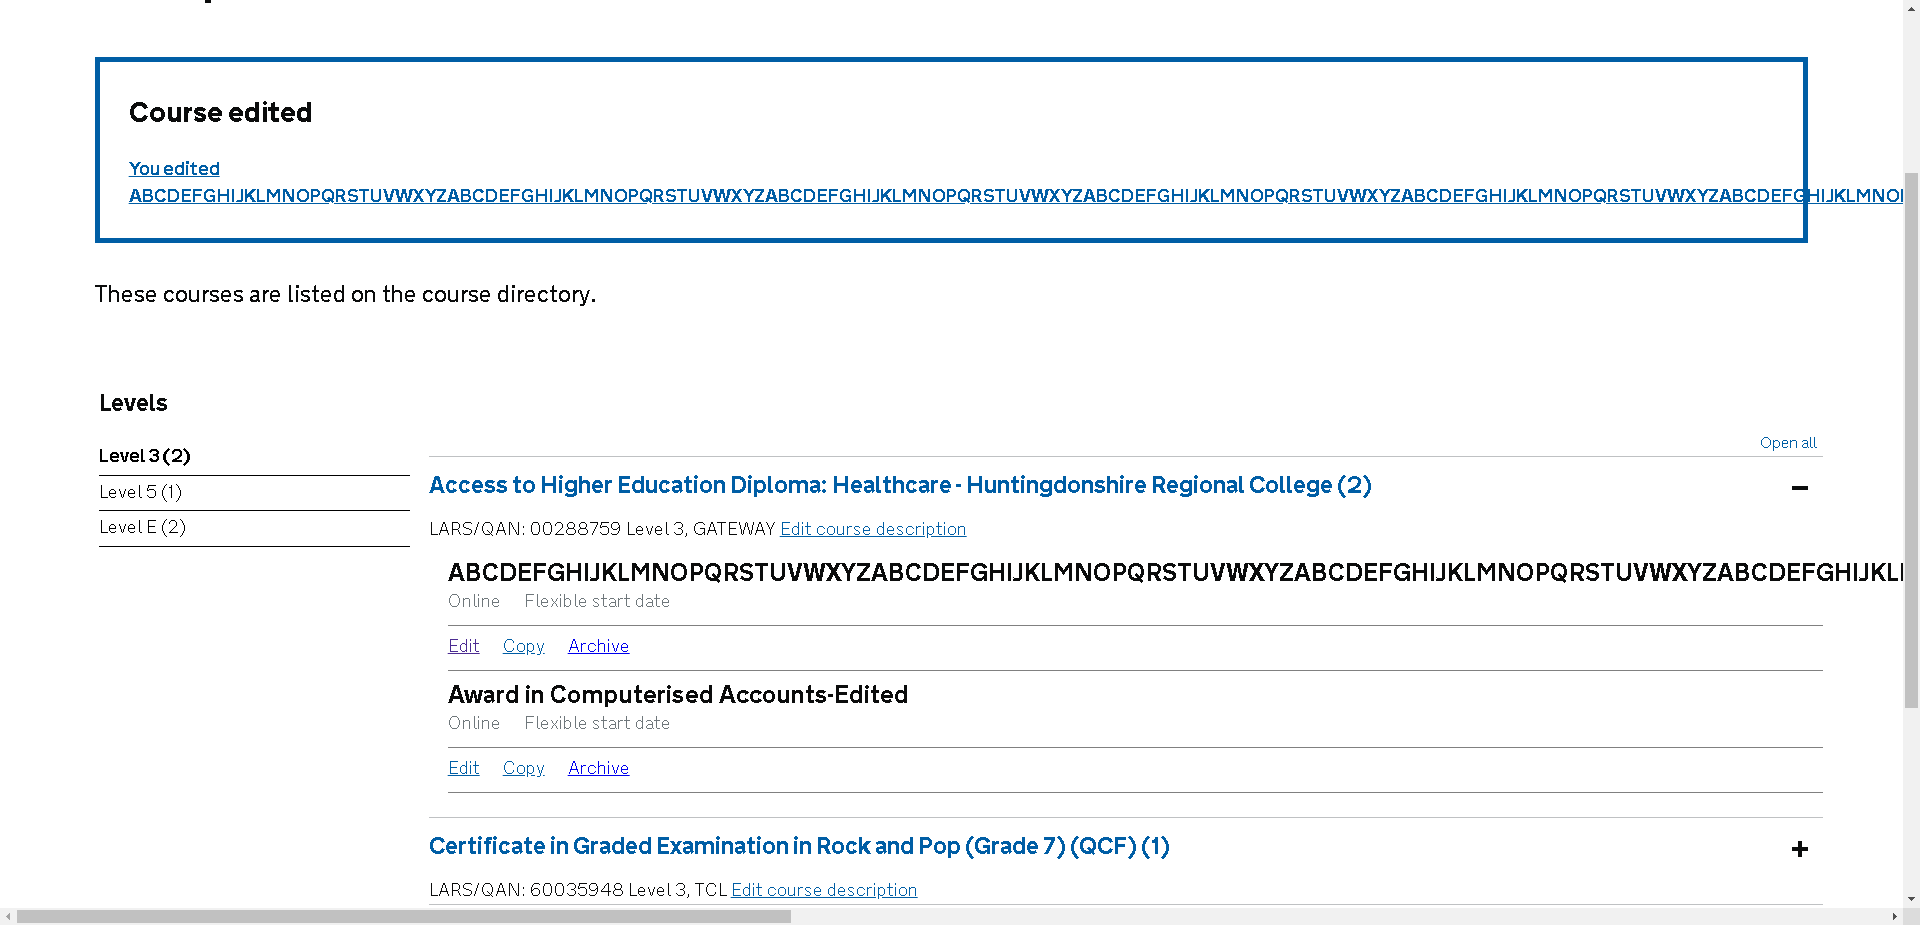 Course edited
You edited
ABCDEFGHIJKLMNOPQRSTUVWXYZABCDEFGHIJKLMNOPQRSTUVWXYZABCDEFGHIJKLMNOPQRSTUVWXYZABCDEFGHIJKLMNOPQRSTUVWXYZABCDEFGHIJKLMNOPQRSTUVWXYZABCDEFGHIJKLMNO
These courses are listed on the course directory.
Levels
Open all
Level 3 (2)
Level 5 (1)
Level E (2)
Access to Higher Education Diploma: Healthcare - Huntingdonshire Regional College (2)
LARS/QAN: 00288759 Level 3, GATEWAY Edit course description
ABCDEFGHIJKLMNOPQRSTUVWXYZABCDEFGHIJKLMNOPQRSTUVWXYZABCDEFGHIJKLMNOPQRSTUVWXYZABCDEFGHIJKL
Online Flexible start date
Edit Copy Archive
Award in Computerised Accounts-Edited
Online Flexible start date
Edit Copy Archive
Certificate in Graded Examination in Rock and Pop (Grade 7) (QCF) (1)
LARS/QAN: 60035948 Level 3, TCL Edit course description